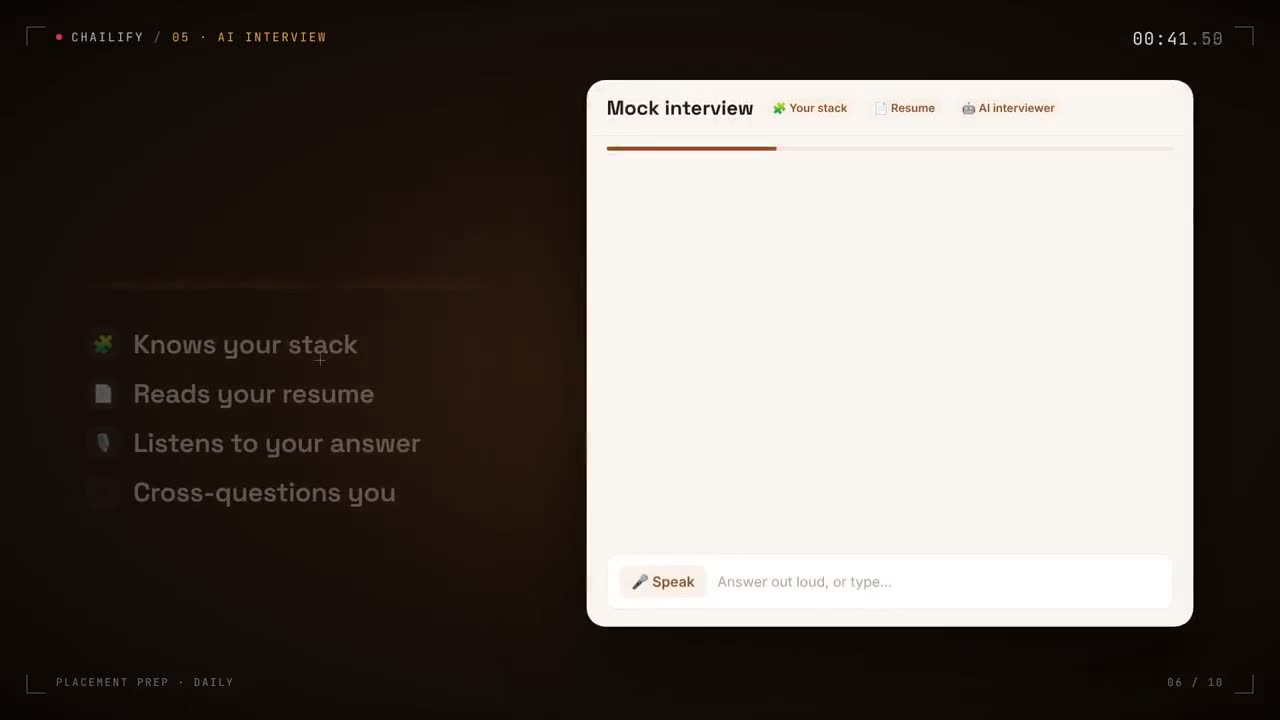 CHAILIFY / 05 · AI INTERVIEW
00:41.50
Mock interview
🧩 Your stack
📄 Resume
🤖 AI interviewer
Knows your stack
Reads your resume
Listens to your answer
Cross-questions you
🎤 Speak
Answer out loud, or type...
PLACEMENT PREP · DAILY
06 / 10